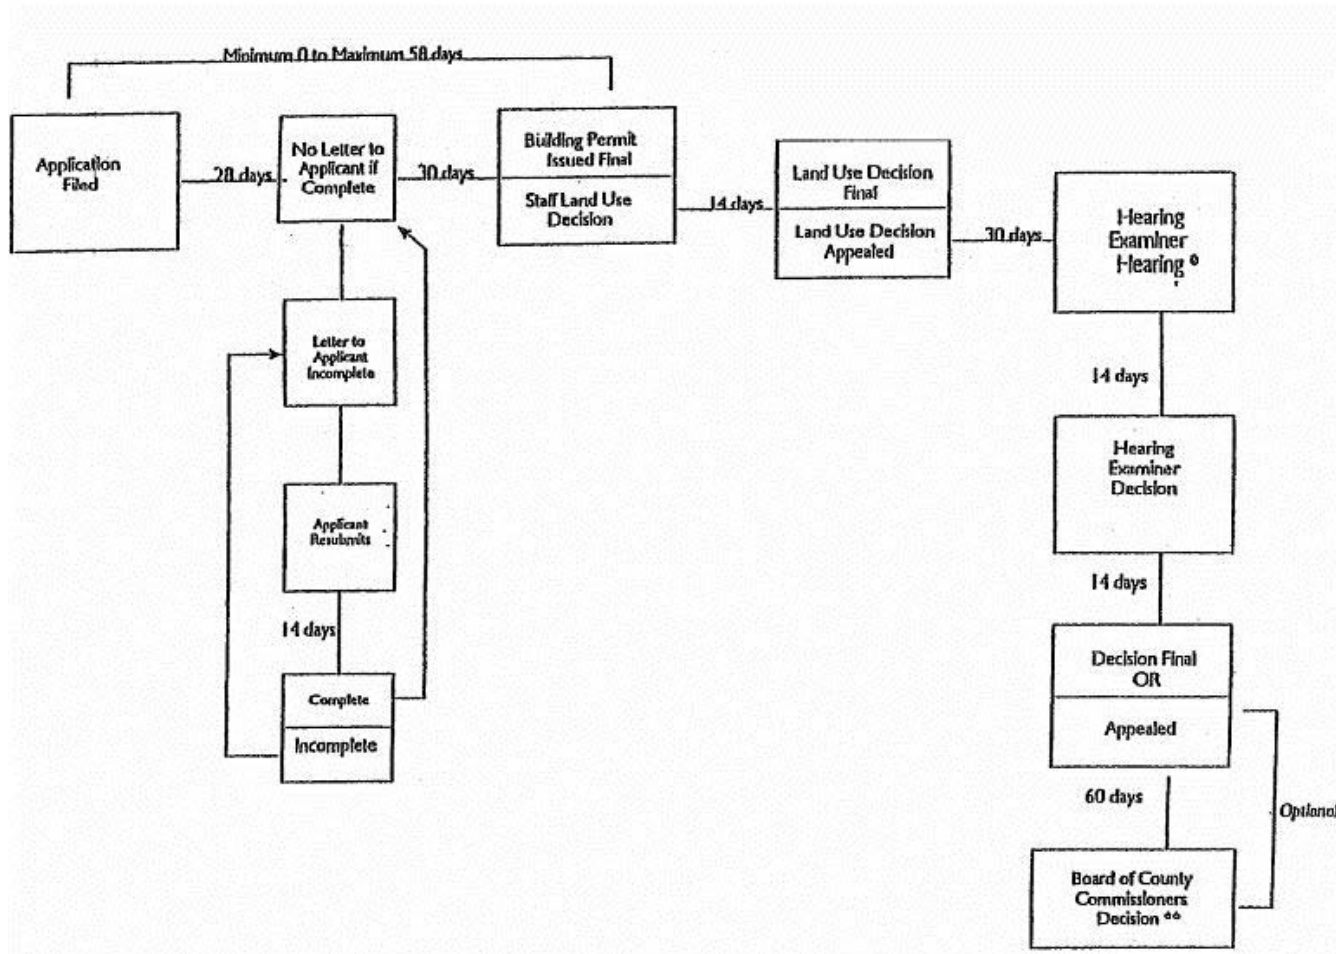 Minimum 0 to Maximum 58 days
Application
Filed
28 days
No Letter to
Applicant if
Complete
30 days
Building Permit
Issued Final
Staff Land Use
Decision
14 days
Land Use Decision
Final
Land Use Decision
Appealed
30 days
Hearing
Examiner
Hearing *
14 days
Letter to
Applicant
Incomplete
Hearing
Examiner
Decision
Applicant
Resubmits
14 days
14 days
Complete
Incomplete
Decision Final
OR
Appealed
60 days
Optional
Board of County
Commissioners
Decision **